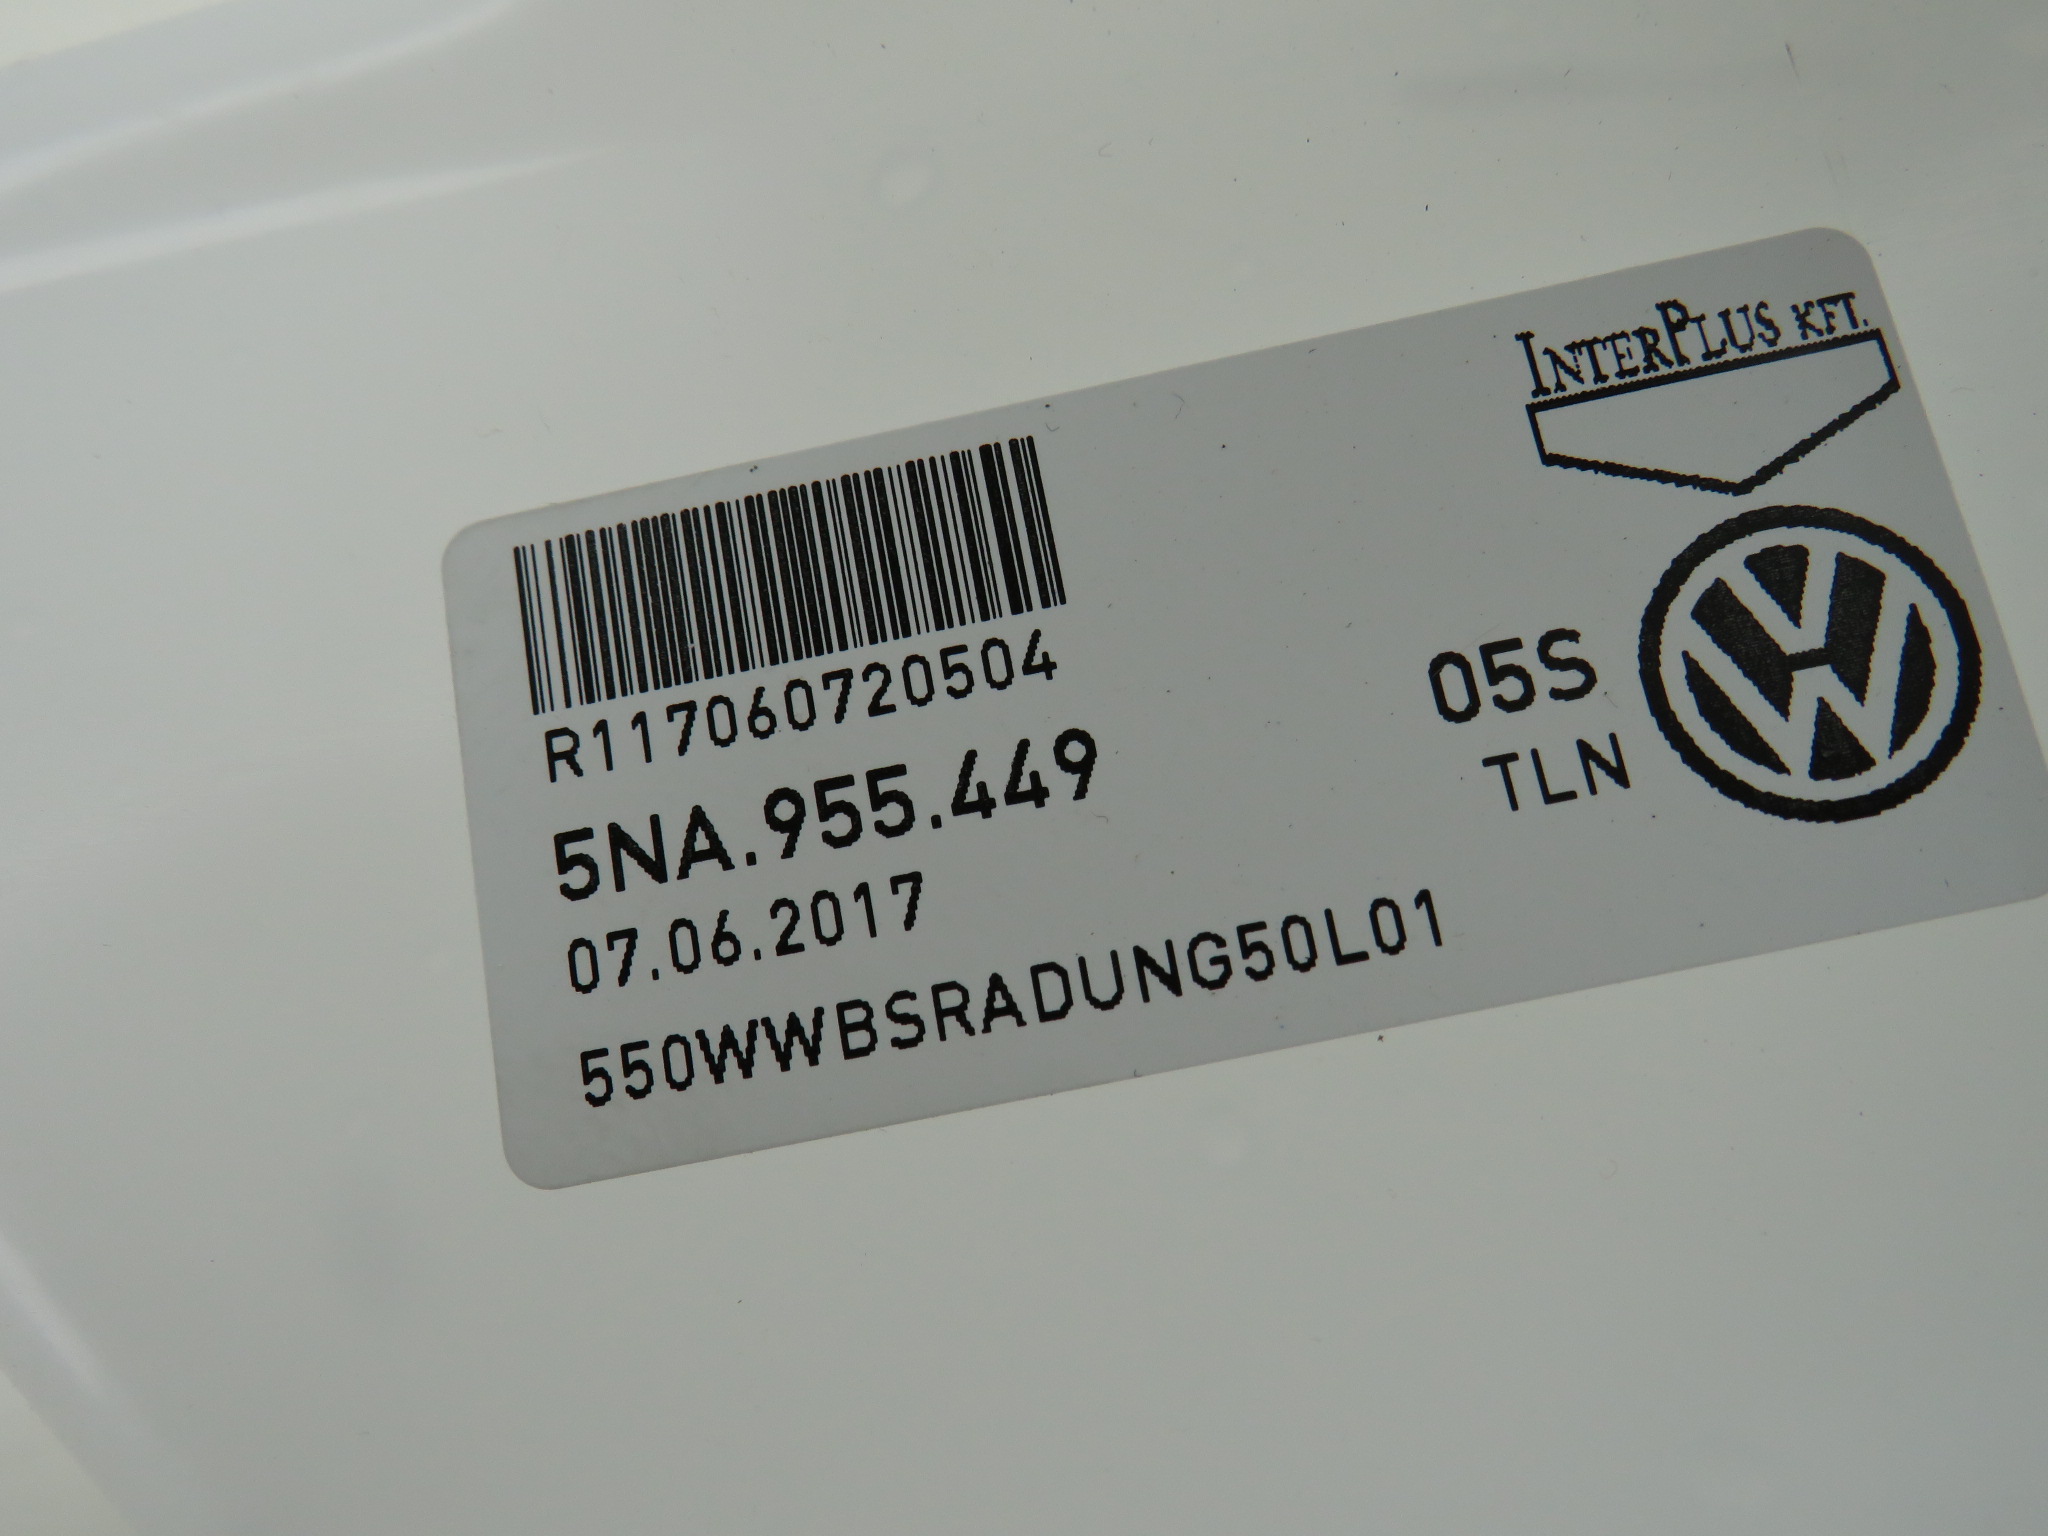 INTERPLUS KFT.
R117060720504
05S
5NA.955.449
TLN
07.06.2017
550WWBSRADUNG50L01